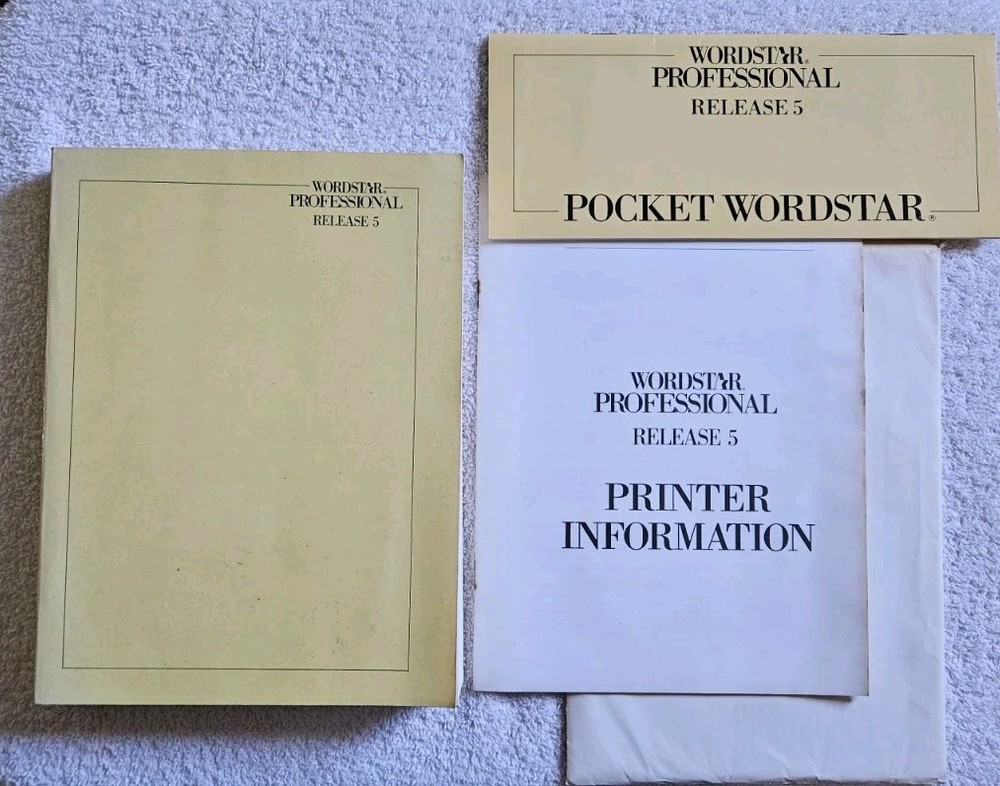 WORDSTAR
PROFESSIONAL
RELEASE 5
WORDSTAR®
PROFESSIONAL
RELEASE 5
POCKET WORDSTAR®
WORDSTAR
PROFESSIONAL
RELEASE 5
PRINTER
INFORMATION